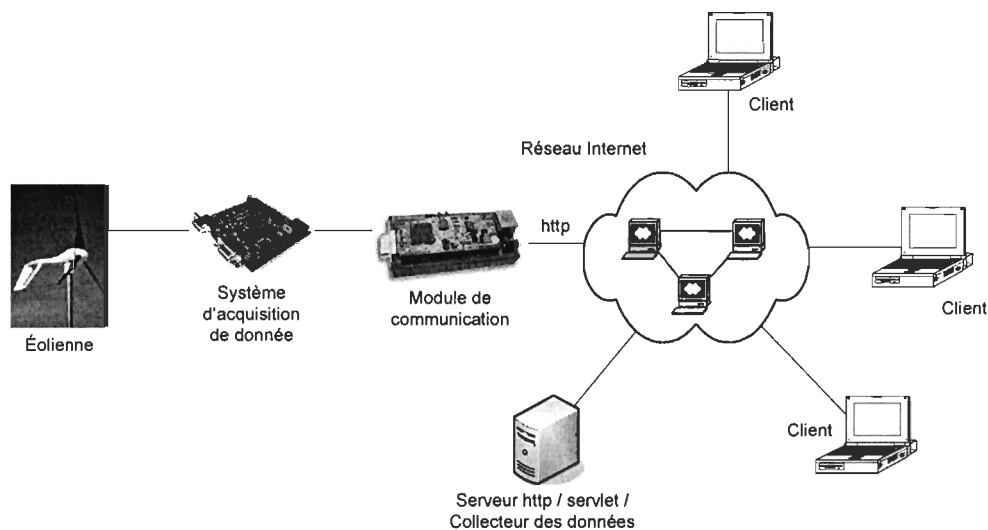 Client
Réseau Internet
http
Client
Système
d'acquisition
de donnée
Module de
communication
Éolienne
Client
Serveur http / servlet /
Collecteur des données